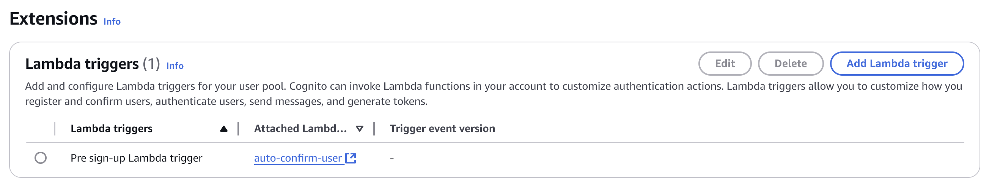 Extensions Info
Lambda triggers (1) Info
Edit
Delete
Add Lambda trigger
Add and configure Lambda triggers for your user pool. Cognito can invoke Lambda functions in your account to customize authentication actions. Lambda triggers allow you to customize how you
register and confirm users, authenticate users, send messages, and generate tokens.
Lambda triggers
Attached Lambd...
Trigger event version
Pre sign-up Lambda trigger
auto-confirm-user
-